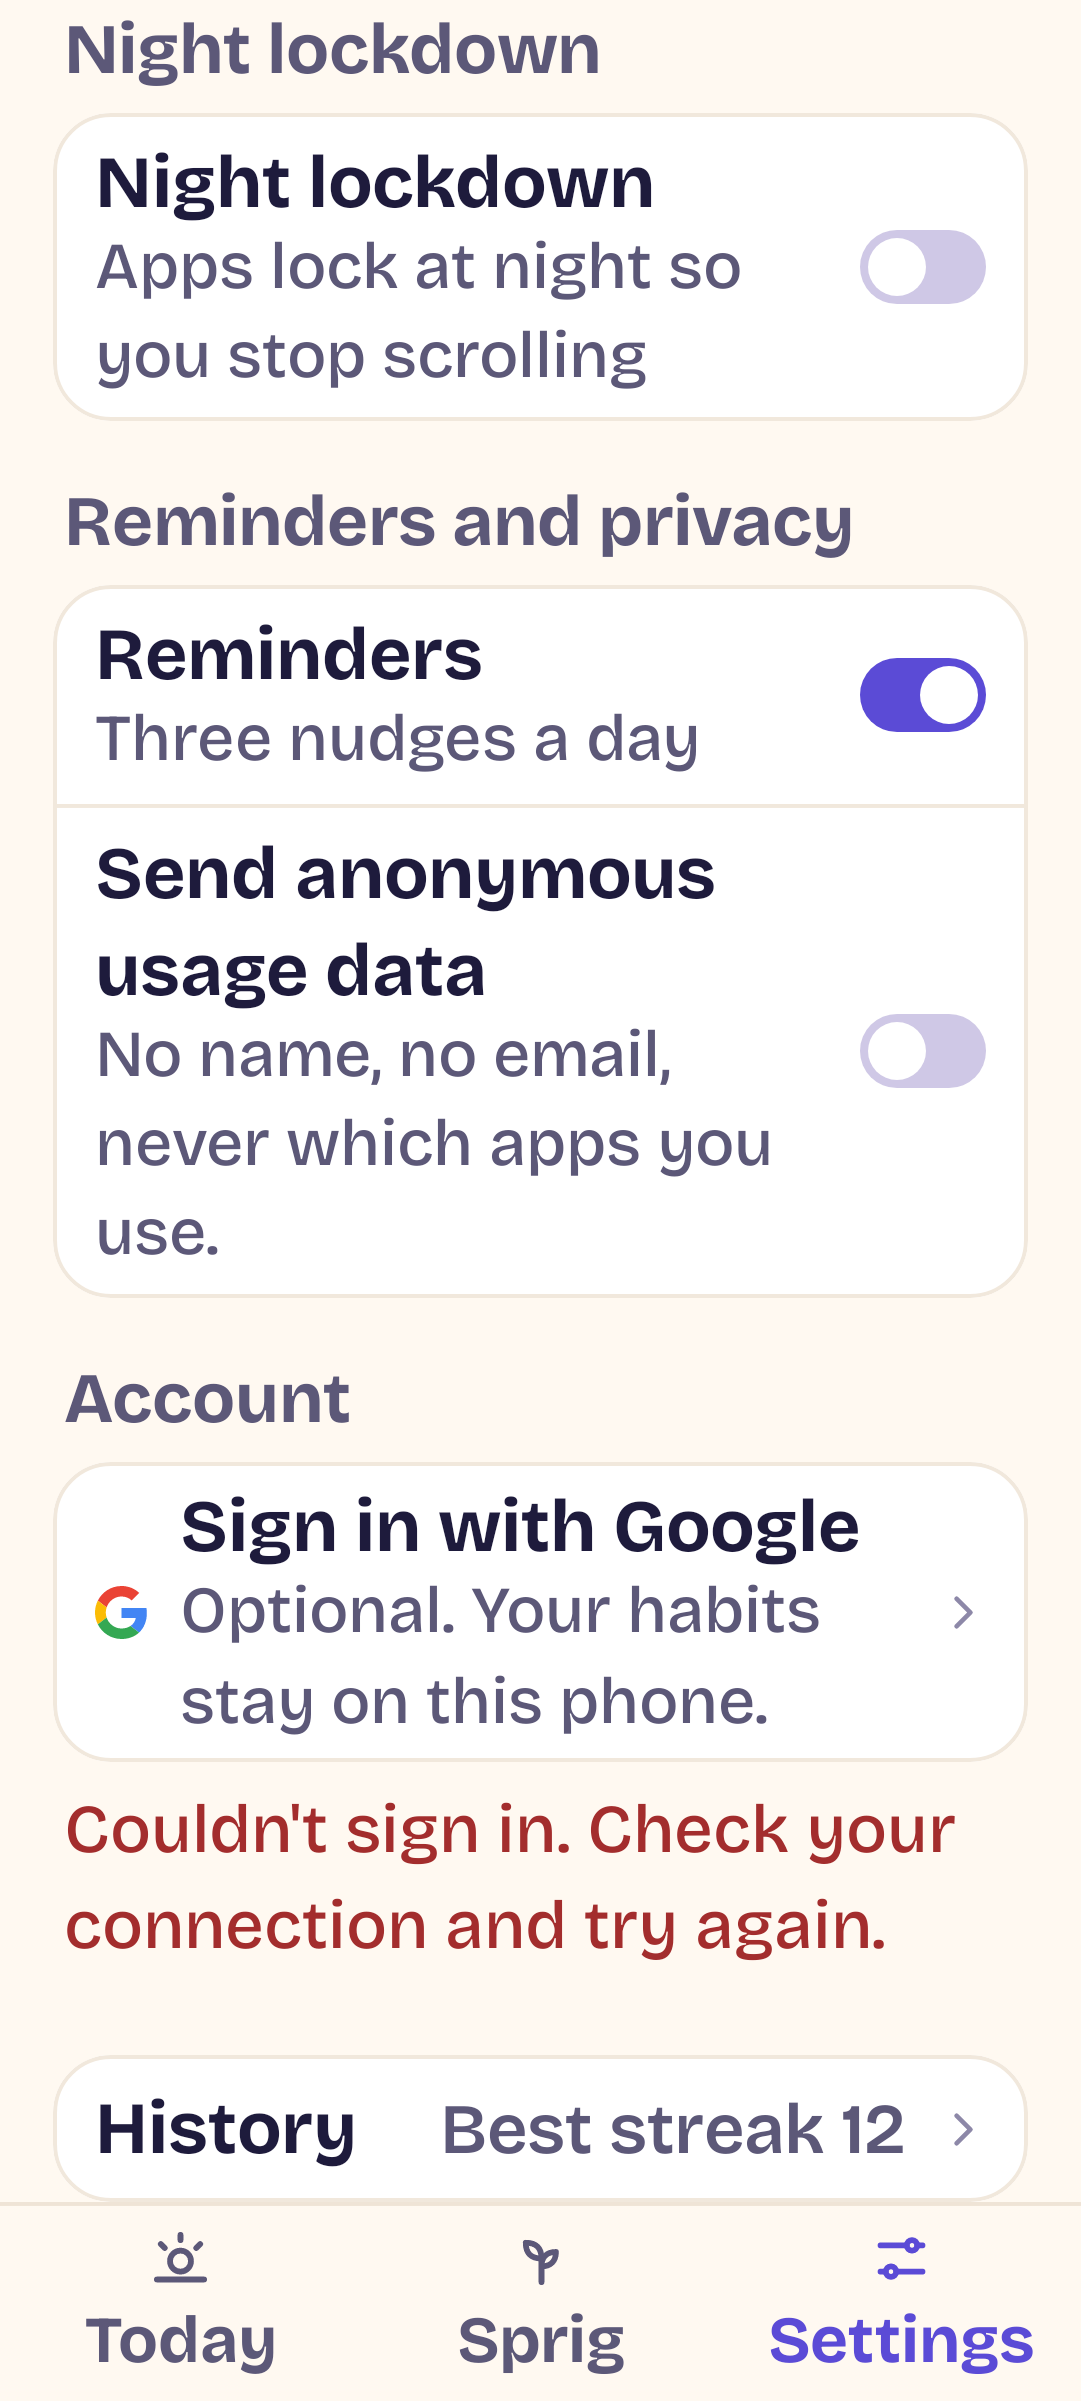 Night lockdown
Night lockdown
Apps lock at night so
you stop scrolling
Reminders and privacy
Reminders
Three nudges a day
Send anonymous
usage data
No name, no email,
never which apps you
use.
Account
Sign in with Google
Optional. Your habits
stay on this phone.
Couldn't sign in. Check your
connection and try again.
History Best streak 12
Today Sprig Settings